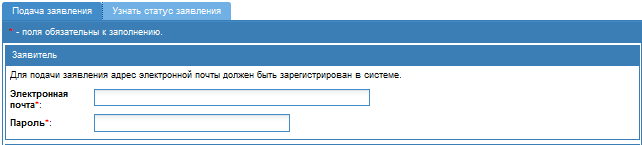 Подача заявления Узнать статус заявления
* - поля обязательны к заполнению.
Заявитель
Для подачи заявления адрес электронной почты должен быть зарегистрирован в системе.
Электронная
почта*:
Пароль*: